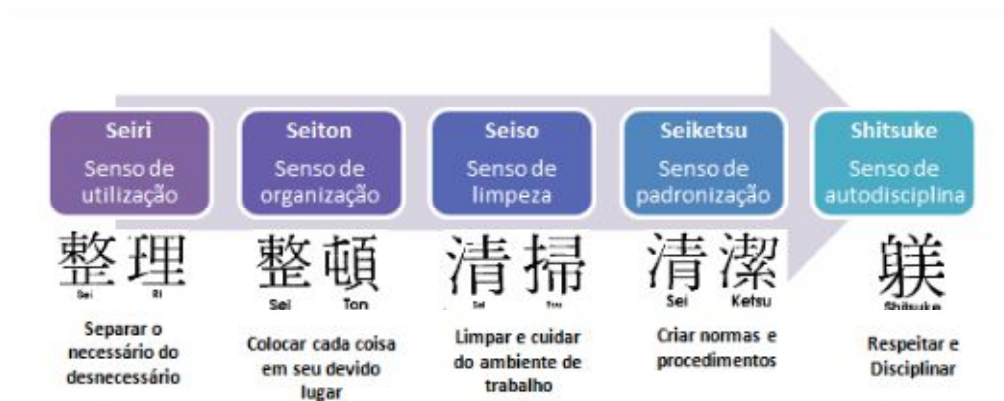 Seiri
Senso de
utilização
整理
Sei Ri
Separar o
necessário do
desnecessário
Seiton
Senso de
organização
整頓
Sei Ton
Colocar cada coisa
em seu devido
lugar
Seiso
Senso de
limpeza
清掃
Sei
Limpar e cuidar
do ambiente de
trabalho
Seiketsu
Senso de
padronização
清潔
Sei Ketsu
Criar normas e
procedimentos
Shitsuke
Senso de
autodisciplina
躾
Shitsuke
Respeitar e
Disciplinar